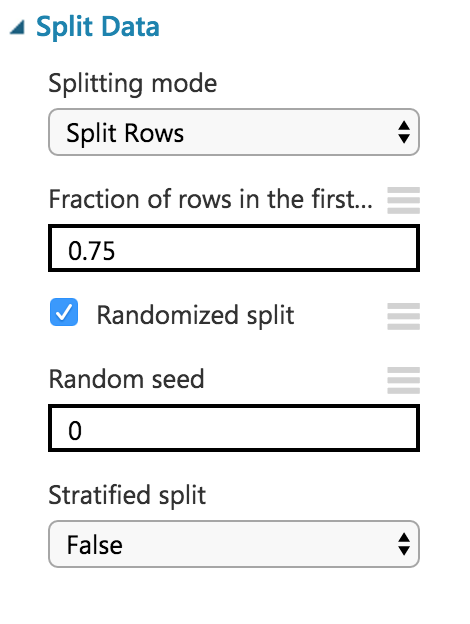 Split Data
Splitting mode
Split Rows
Fraction of rows in the first...
0.75
Randomized split
Random seed
0
Stratified split
False